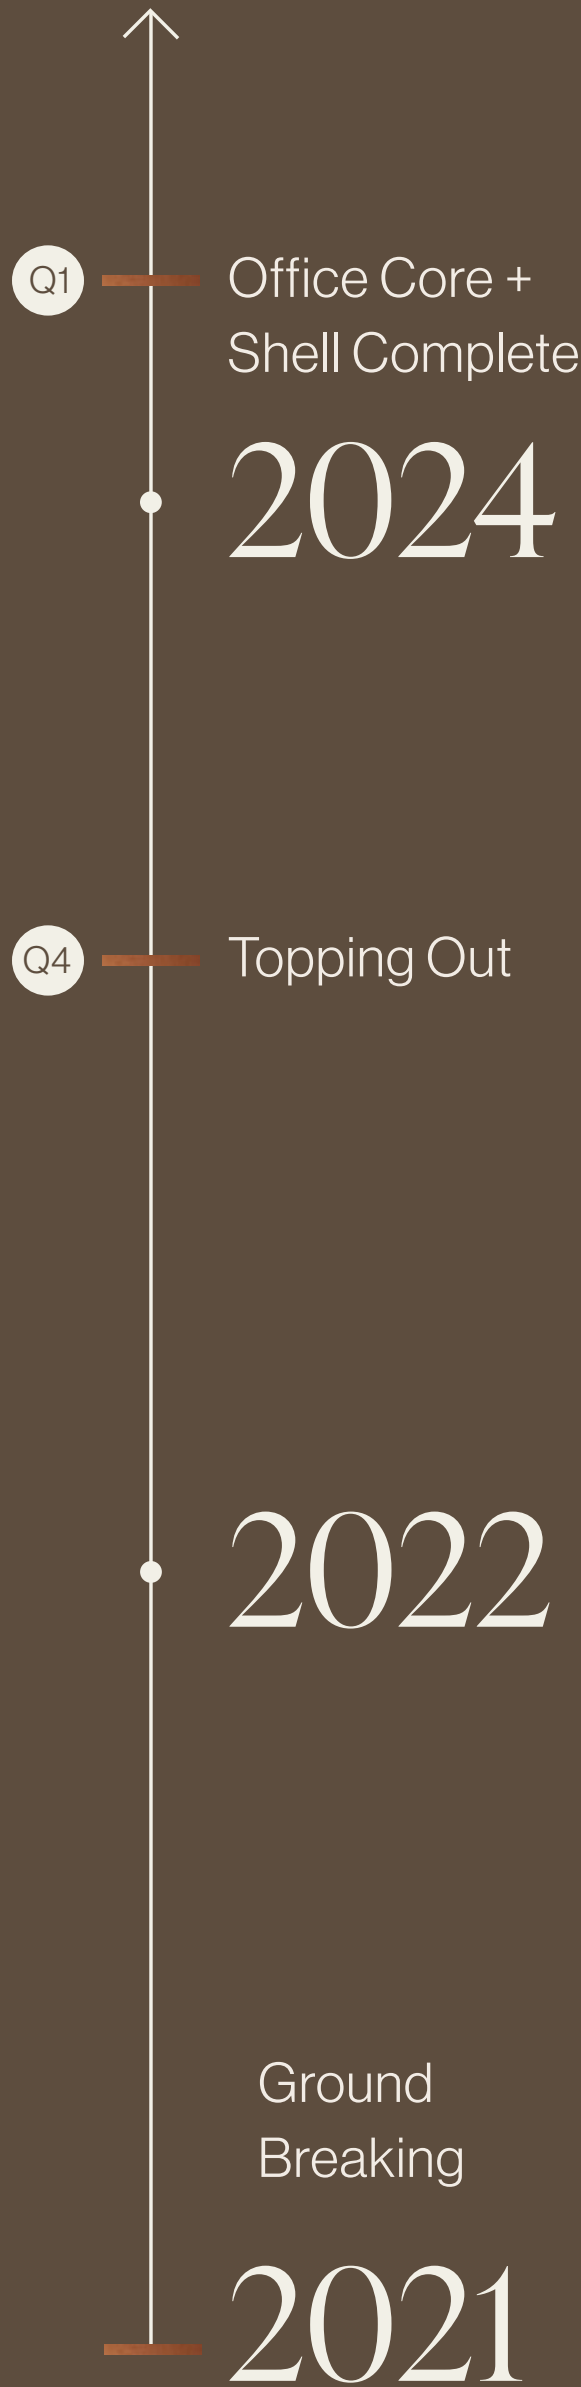 Q1
Office Core +
Shell Complete
2024
Q4
Topping Out
2022
Ground
Breaking
2021